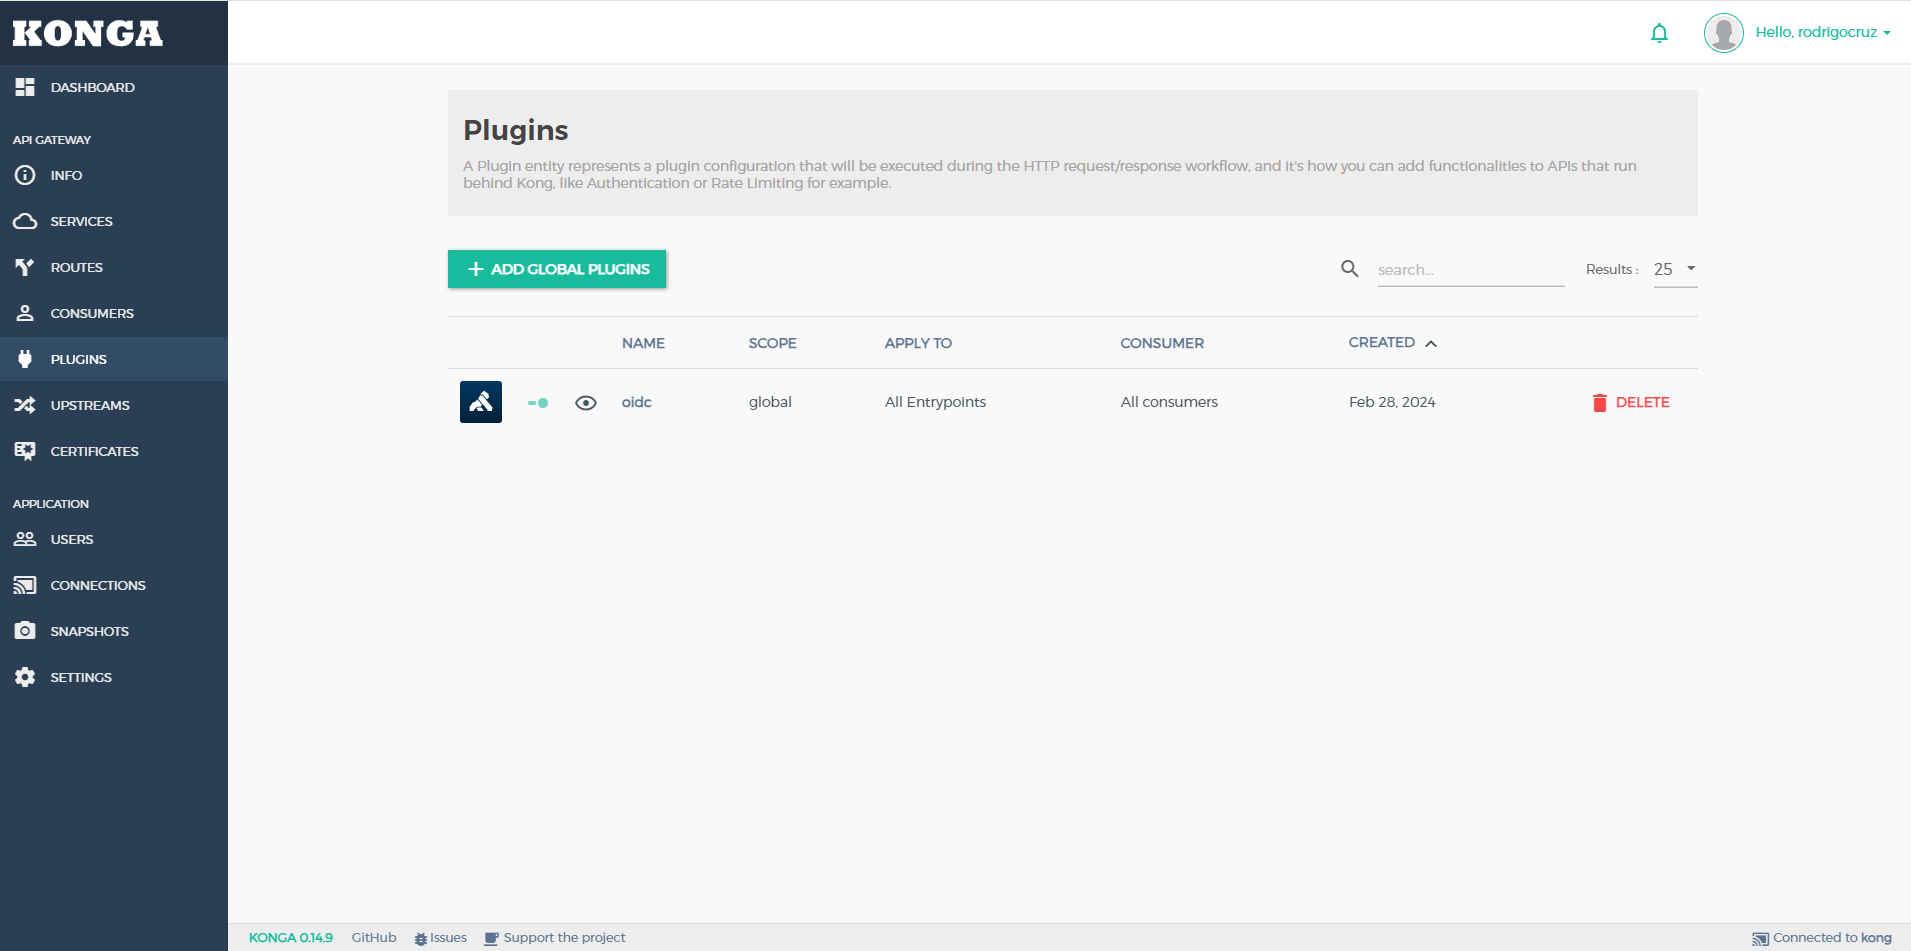 KONGA
Hello, rodrigocruz
DASHBOARD
API GATEWAY
INFO
SERVICES
ROUTES
CONSUMERS
PLUGINS
UPSTREAMS
CERTIFICATES
APPLICATION
USERS
CONNECTIONS
SNAPSHOTS
SETTINGS
Plugins
A Plugin entity represents a plugin configuration that will be executed during the HTTP request/response workflow, and it's how you can add functionalities to APIs that run
behind Kong, like Authentication or Rate Limiting for example.
ADD GLOBAL PLUGINS
search...
Results : 25
NAME SCOPE APPLY TO CONSUMER CREATED
oidc global All Entrypoints All consumers Feb 28, 2024 DELETE
KONGA 0.14.9 GitHub Issues Support the project Connected to kong